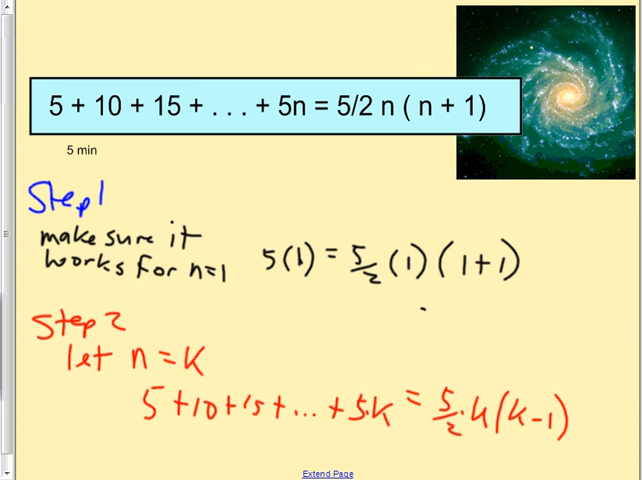 5 + 10 + 15 + . . . + 5n = 5/2 n ( n + 1)
5 min
Step 1
make sure it
works for n=1
5(1) = 5/2 (1) (1+1)
Step 2
let n = K
5+10+15+...+5·K = 5/2·K(K-1)
Extend Page